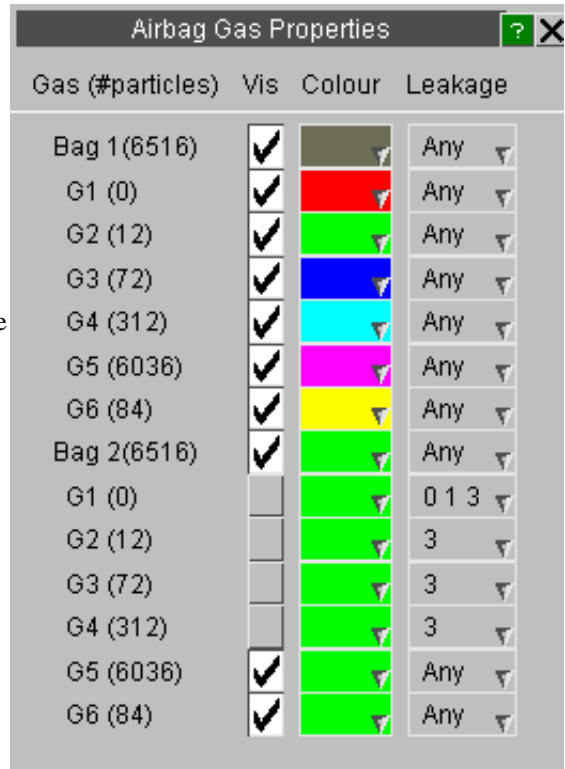 Airbag Gas Properties ? X
Gas (#particles) Vis Colour Leakage
Bag 1(6516) Any
G1 (0) Any
G2 (12) Any
G3 (72) Any
e G4 (312) Any
G5 (6036) Any
G6 (84) Any
Bag 2(6516) Any
G1 (0) 0 1 3
G2 (12) 3
G3 (72) 3
G4 (312) 3
G5 (6036) Any
G6 (84) Any